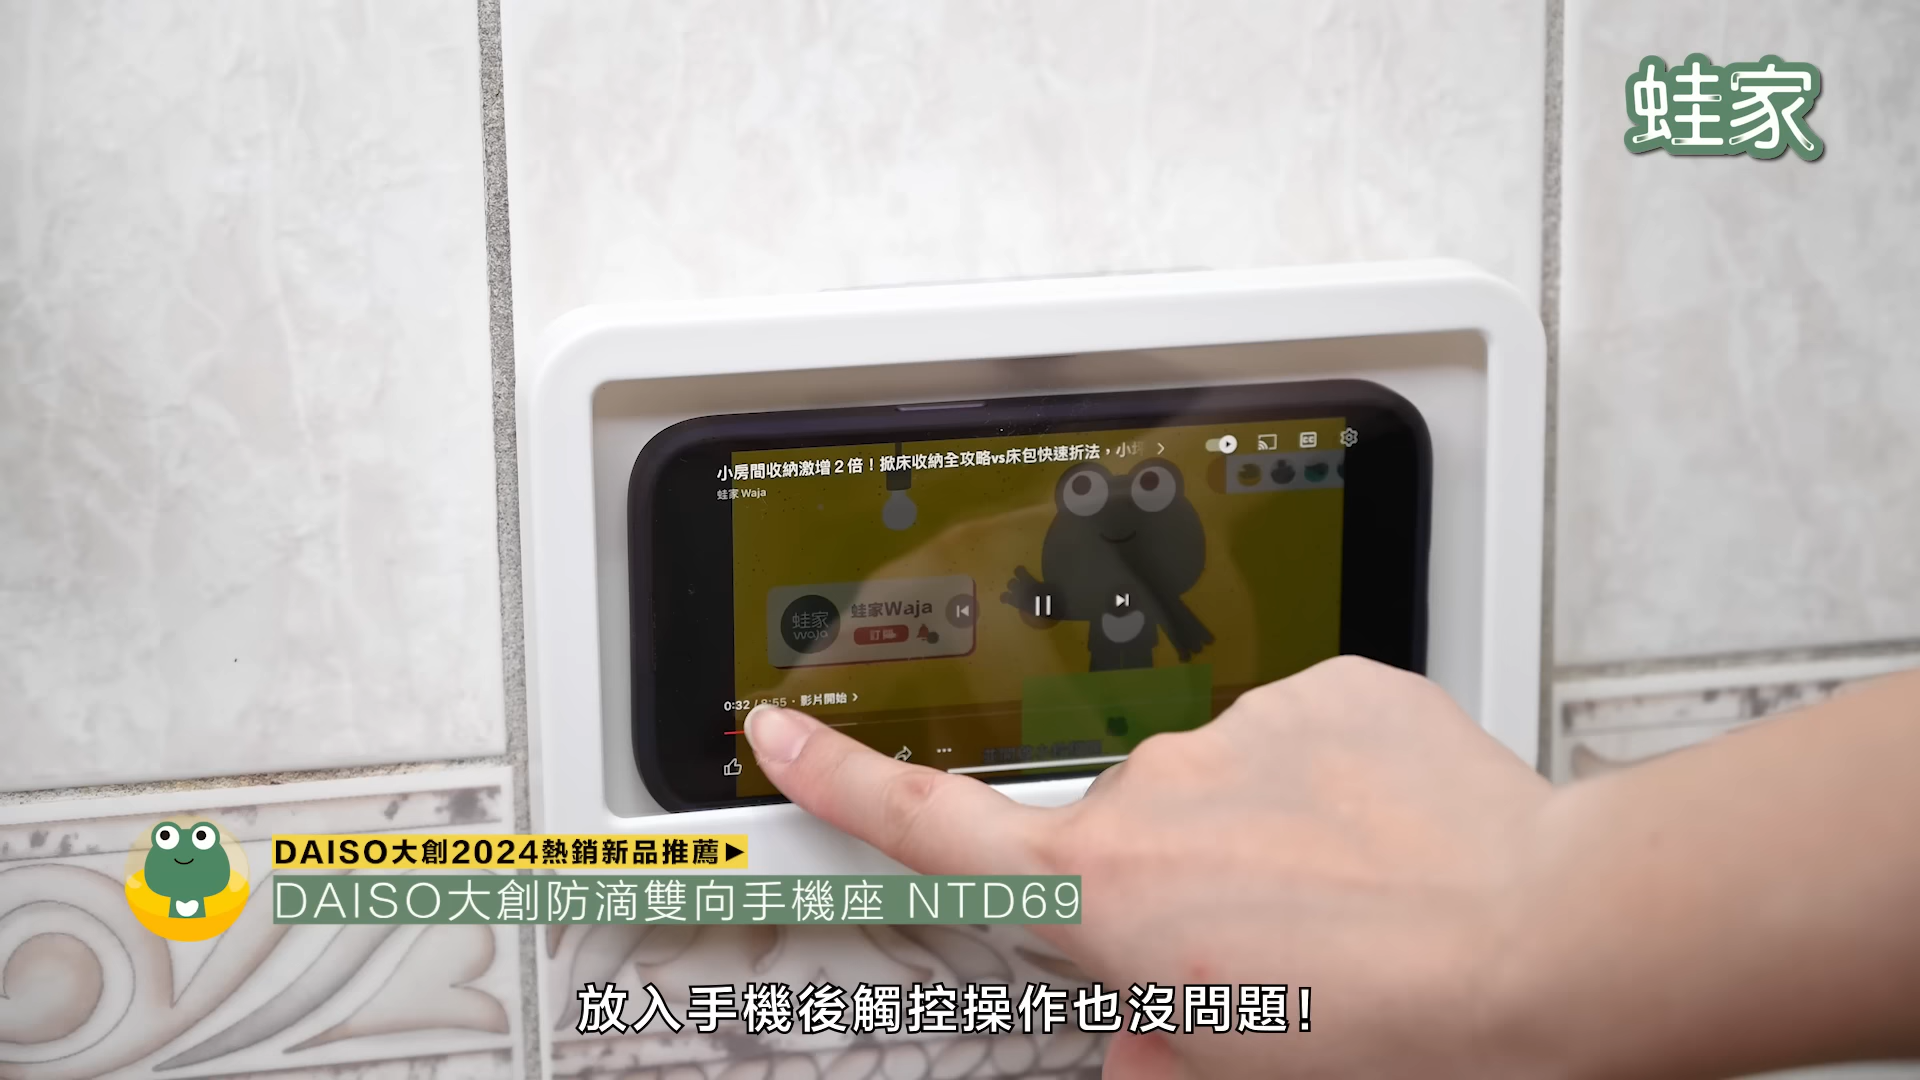 蛙家
小房間收納激增２倍！掀床收納全攻略vs床包快速折法，小
蛙家 Waja
CC
蛙家
waja
蛙家Waja
訂閱
0:32 / 8:55 · 影片開始
DAISO大創2024熱銷新品推薦▶
DAISO大創防滴雙向手機座 NTD69
放入手機後觸控操作也沒問題！